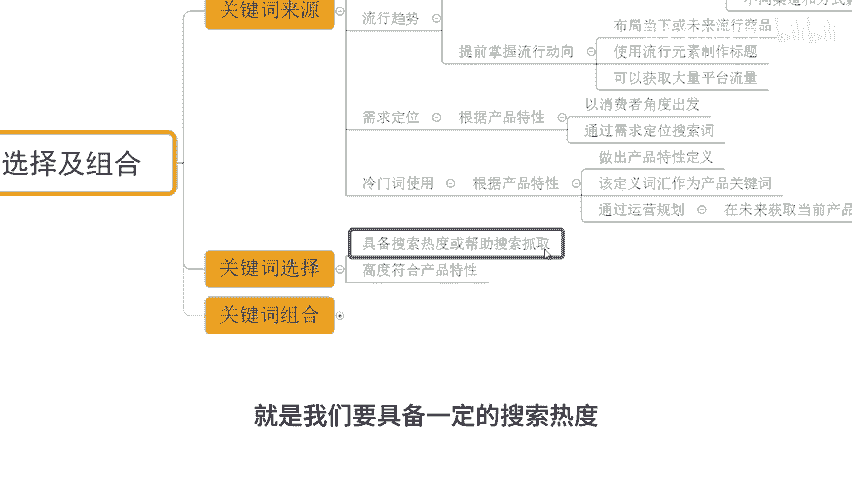 关键词来源
流行趋势
提前掌握流行动向
布局当下或未来流行商品
使用流行元素制作标题
可以获取大量平台流量
需求定位
根据产品特性
以消费者角度出发
通过需求定位搜索词
冷门词使用
根据产品特性
做出产品特性定义
该定义词汇作为产品关键词
通过运营规划
在未来获取当前产品
选择及组合
关键词选择
具备搜索热度或帮助搜索抓取
高度符合产品特性
关键词组合
就是我们要具备一定的搜索热度